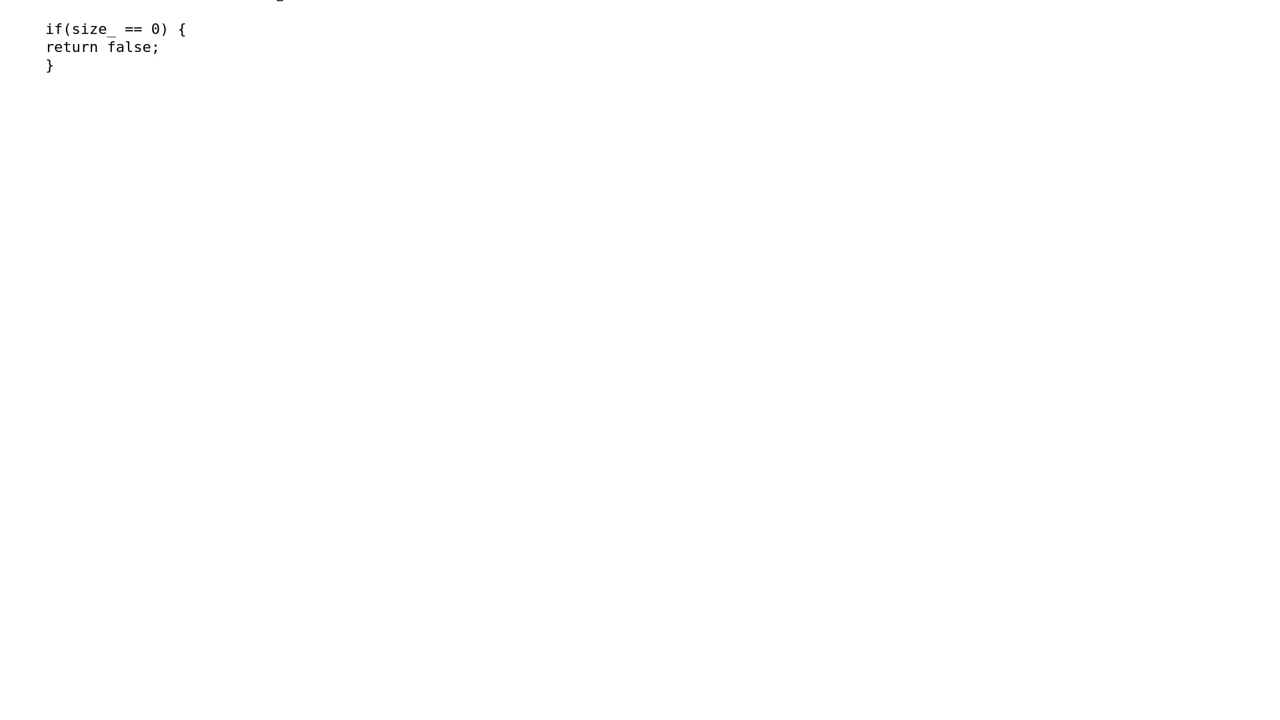 if(size_ == 0) {
return false;
}